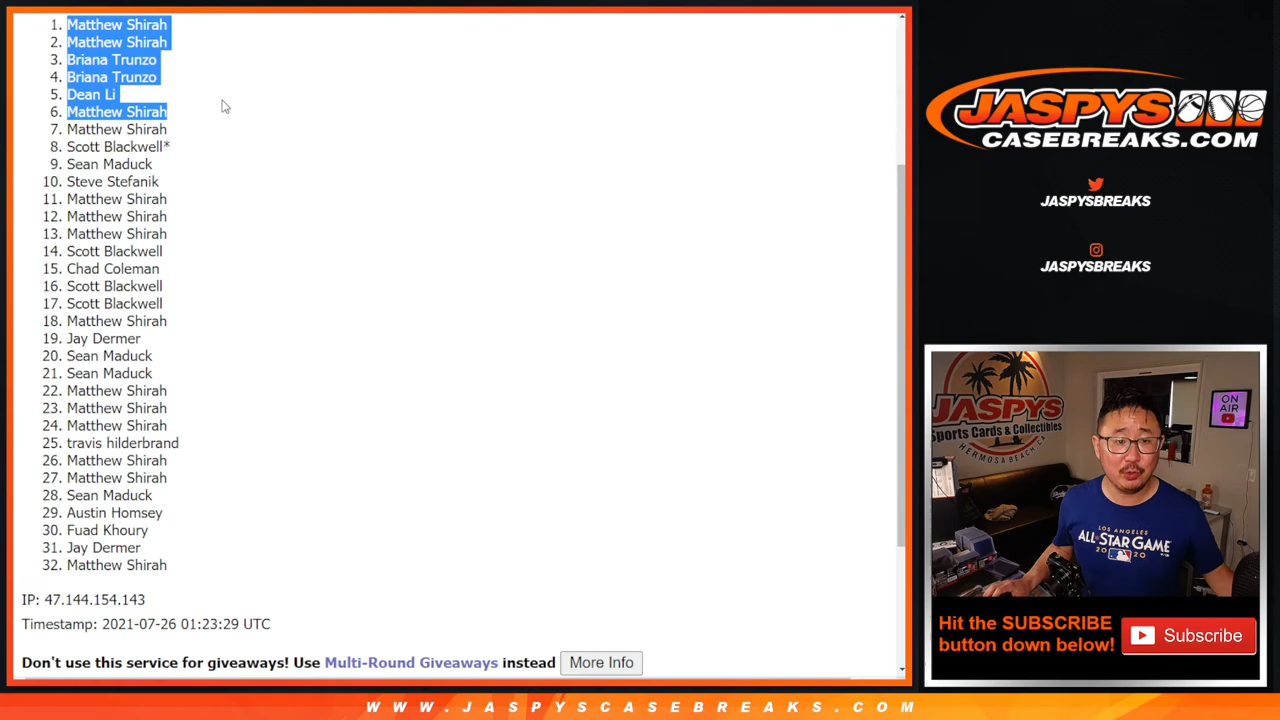 1. Matthew Shirah
2. Matthew Shirah
3. Briana Trunzo
4. Briana Trunzo
5. Dean Li
6. Matthew Shirah
7. Matthew Shirah
8. Scott Blackwell*
9. Sean Maduck
10. Steve Stefanik
11. Matthew Shirah
12. Matthew Shirah
13. Matthew Shirah
14. Scott Blackwell
15. Chad Coleman
16. Scott Blackwell
17. Scott Blackwell
18. Matthew Shirah
19. Jay Dermer
20. Sean Maduck
21. Sean Maduck
22. Matthew Shirah
23. Matthew Shirah
24. Matthew Shirah
25. travis hilderbrand
26. Matthew Shirah
27. Matthew Shirah
28. Sean Maduck
29. Austin Homsey
30. Fuad Khoury
31. Jay Dermer
32. Matthew Shirah
IP: 47.144.154.143
Timestamp: 2021-07-26 01:23:29 UTC
Don't use this service for giveaways! Use Multi-Round Giveaways instead More Info
JASPYS
CASEBREAKS.COM
JASPYSBREAKS
JASPYSBREAKS
JASPYS
Sports Cards & Collectibles
HERMOSA BEACH CA
ON
AIR
LOS ANGELES
ALL-STAR GAME
2020
Hit the SUBSCRIBE
button down below!
Subscribe
WWW.JASPYSCASEBREAKS.COM